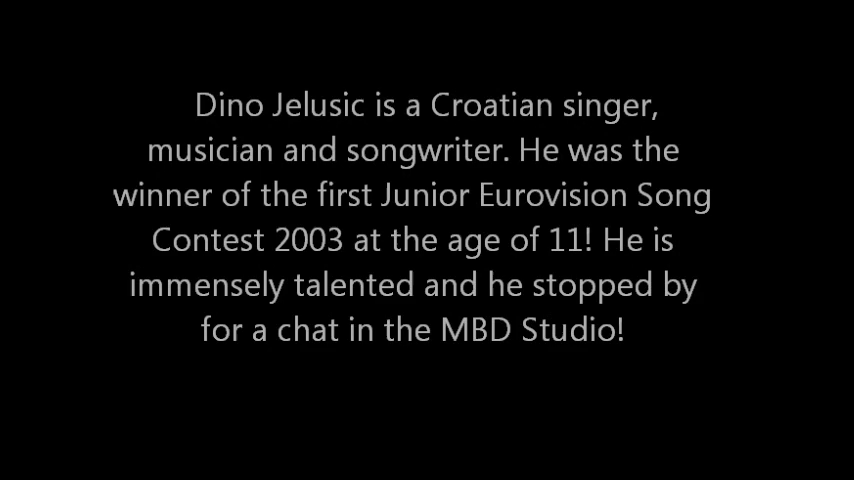 Dino Jelusic is a Croatian singer,
musician and songwriter. He was the
winner of the first Junior Eurovision Song
Contest 2003 at the age of 11! He is
immensely talented and he stopped by
for a chat in the MBD Studio!